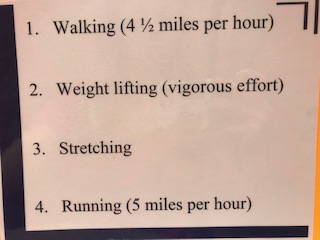 1. Walking (4 ½ miles per hour)
2. Weight lifting (vigorous effort)
3. Stretching
4. Running (5 miles per hour)